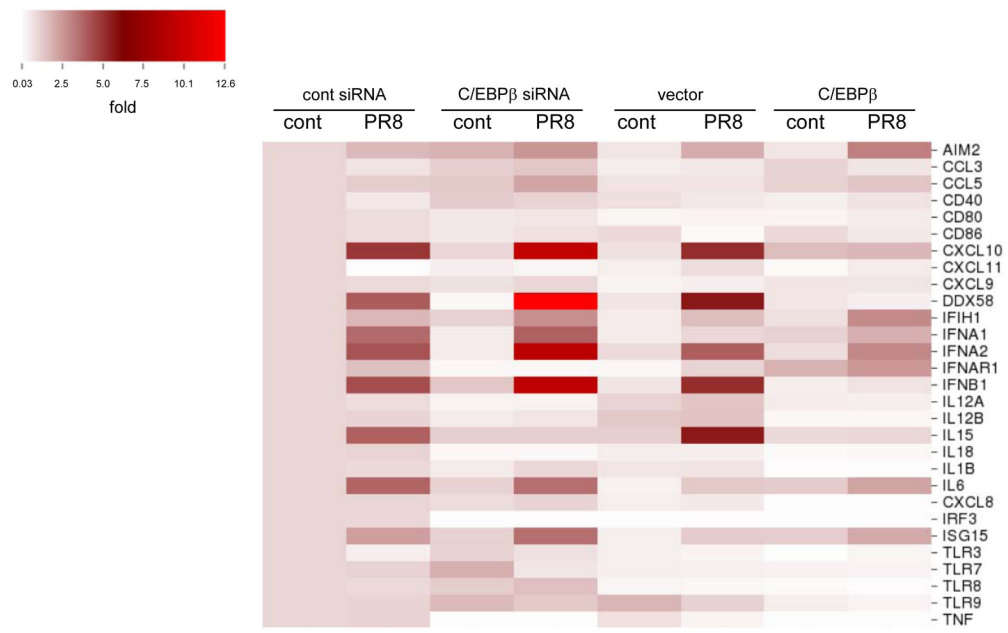 0.03 2.5 5.0 7.5 10.1 12.6
fold
cont siRNA C/EBPβ siRNA vector C/EBPβ
cont PR8 cont PR8 cont PR8 cont PR8
AIM2
CCL3
CCL5
CD40
CD80
CD86
CXCL10
CXCL11
CXCL9
DDX58
IFIH1
IFNA1
IFNA2
IFNAR1
IFNB1
IL12A
IL12B
IL15
IL18
IL1B
IL6
CXCL8
IRF3
ISG15
TLR3
TLR7
TLR8
TLR9
TNF